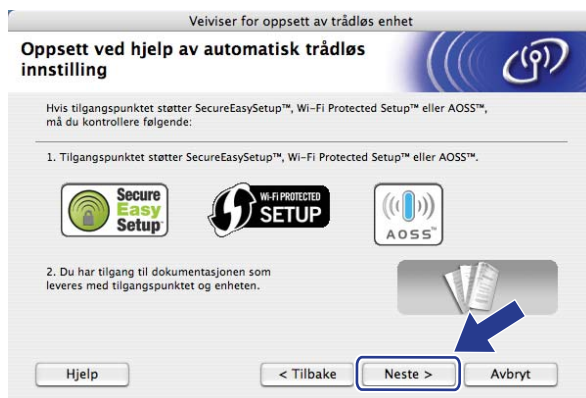 Veiviser for oppsett av trådløs enhet
Oppsett ved hjelp av automatisk trådløs
innstilling
Hvis tilgangspunktet støtter SecureEasySetup™, Wi-Fi Protected Setup™ eller AOSS™,
må du kontrollere følgende:
1. Tilgangspunktet støtter SecureEasySetup™, Wi-Fi Protected Setup™ eller AOSS™.
Secure
Easy
Setup™
Wi-Fi PROTECTED
SETUP
AOSS™
2. Du har tilgang til dokumentasjonen som
leveres med tilgangspunktet og enheten.
Hjelp
< Tilbake
Neste >
Avbryt